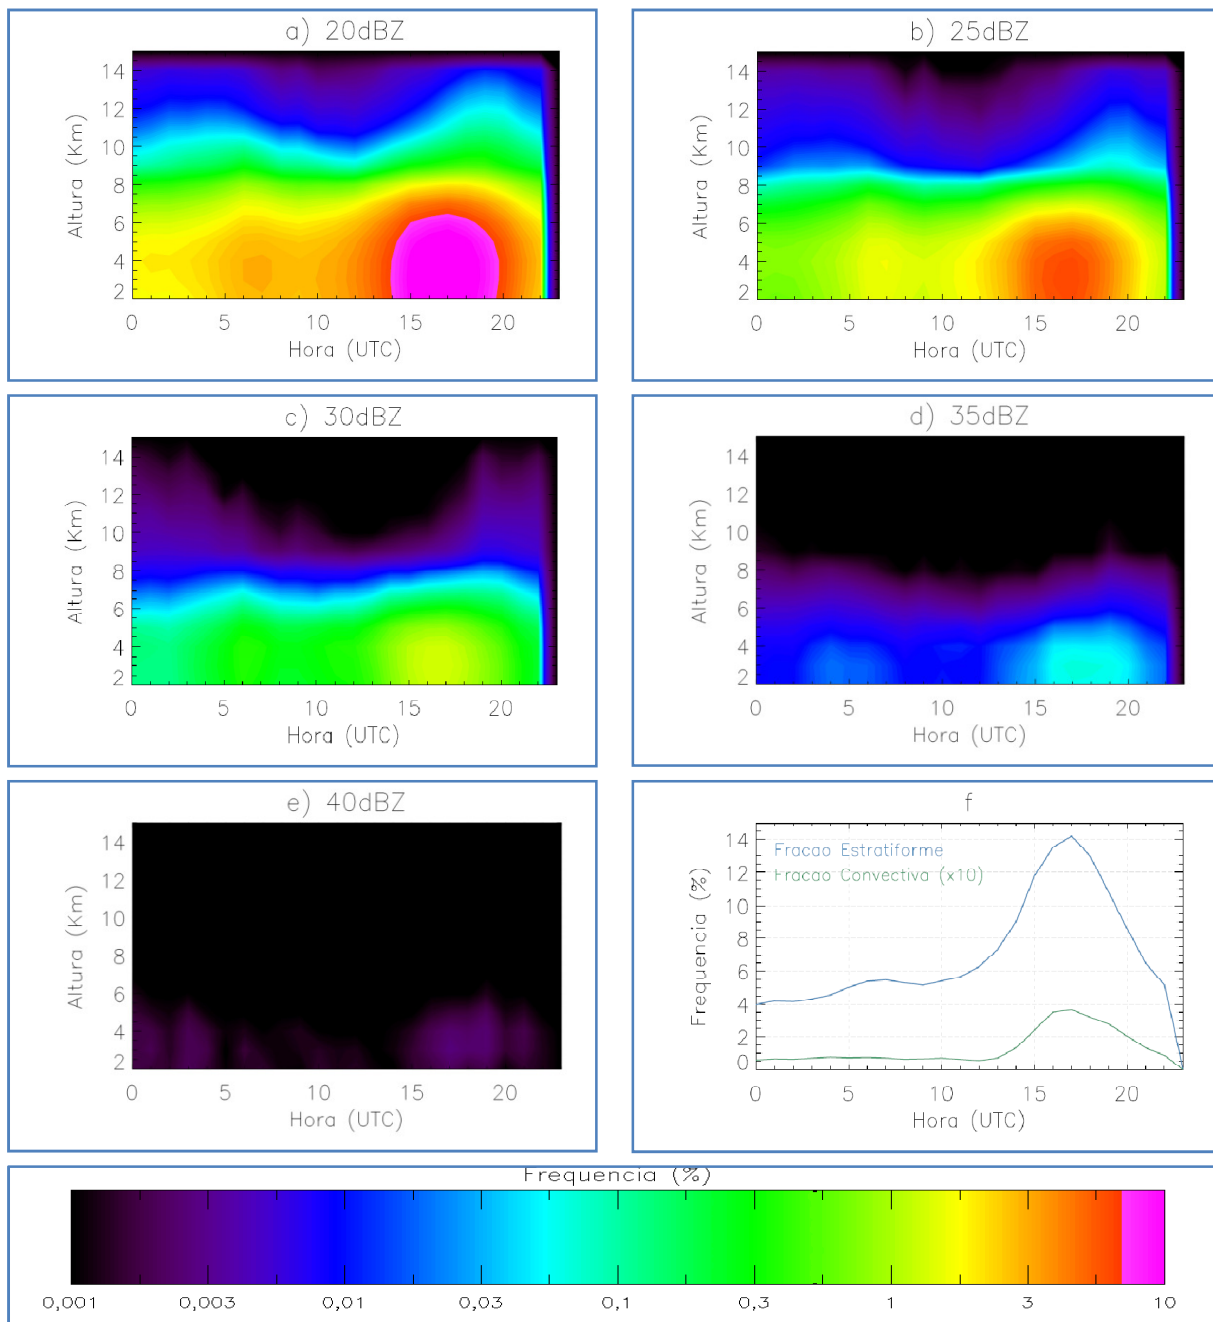 a) 20dBZ
14
12
10
8
6
4
2
Altura (Km)
0 5 10 15 20
Hora (UTC)
b) 25dBZ
14
12
10
8
6
4
2
Altura (Km)
0 5 10 15 20
Hora (UTC)
c) 30dBZ
14
12
10
8
6
4
2
Altura (Km)
0 5 10 15 20
Hora (UTC)
d) 35dBZ
14
12
10
8
6
4
2
Altura (Km)
0 5 10 15 20
Hora (UTC)
e) 40dBZ
14
12
10
8
6
4
2
Altura (Km)
0 5 10 15 20
Hora (UTC)
f
Fracao Estratiforme
Fracao Convectiva (x10)
14
12
10
8
6
4
2
0
Frequencia (%)
0 5 10 15 20
Hora (UTC)
Frequencia (%)
0,001 0,003 0,01 0,03 0,1 0,3 1 3 10